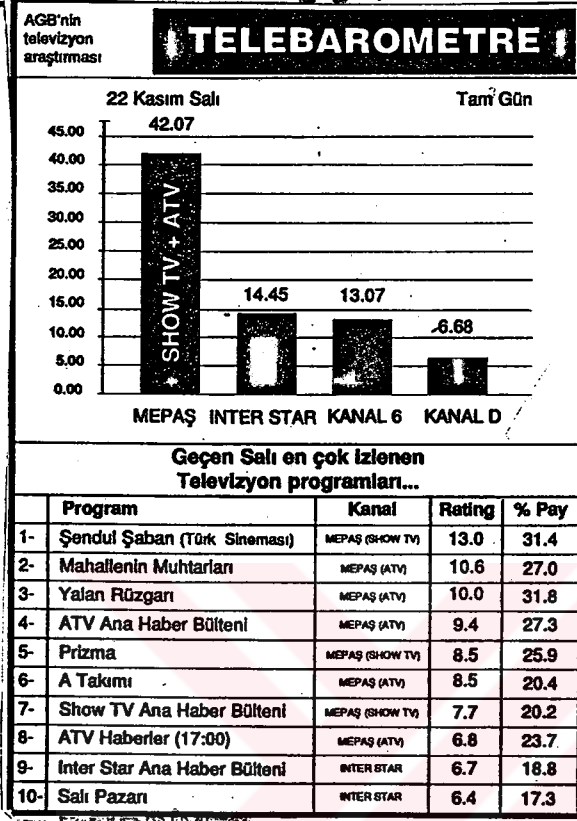 AGB'nin
televizyon
araştırması
TELEBAROMETRE
22 Kasım Salı
Tam Gün
45.00
40.00
35.00
30.00
25.00
20.00
15.00
10.00
5.00
0.00
42.07
SHOW TV + ATV
14.45
13.07
6.68
MEPAŞ INTER STAR KANAL 6 KANAL D
Geçen Salı en çok izlenen
Televizyon programları...
Program Kanal Rating % Pay
1- Şendul Şaban (Türk Sineması) MEPAŞ (SHOW TV) 13.0 31.4
2- Mahallenin Muhtarları MEPAŞ (ATV) 10.6 27.0
3- Yalan Rüzgarı MEPAŞ (ATV) 10.0 31.8
4- ATV Ana Haber Bülteni MEPAŞ (ATV) 9.4 27.3
5- Prizma MEPAŞ (SHOW TV) 8.5 25.9
6- A Takımı MEPAŞ (ATV) 8.5 20.4
7- Show TV Ana Haber Bülteni MEPAŞ (SHOW TV) 7.7 20.2
8- ATV Haberler (17:00) MEPAŞ (ATV) 6.8 23.7
9- Inter Star Ana Haber Bülteni INTER STAR 6.7 18.8
10- Salı Pazarı INTER STAR 6.4 17.3